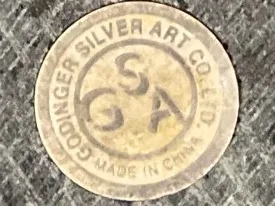 GODINGER SILVER ART CO. LTD.
S
G A
MADE IN CHINA